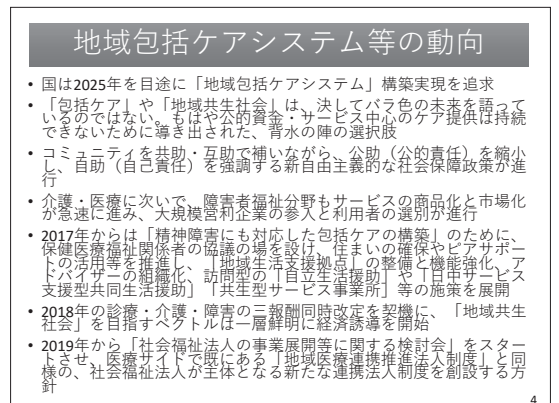 地域包括ケアシステム等の動向
• 国は2025年を目途に「地域包括ケアシステム」構築実現を追求
• 「包括ケア」や「地域共生社会」は、決してバラ色の未来を語って
いるのではない。もはや公的資金・サービス中心のケア提供は持続
できないために導き出された、背水の陣の選択肢
• コミュニティを共助・互助で補いながら、公助（公的責任）を縮小
し、自助（自己責任）を強調する新自由主義的な社会保障政策が進
行
• 介護・医療に次いで、障害者福祉分野もサービスの商品化と市場化
が急速に進み、大規模営利企業の参入と利用者の選別が進行
• 2017年からは「精神障害にも対応した包括ケアの構築」のために、
保健医療福祉関係者の協議の場を設け、住まいの確保やピアサポー
トの活用等を推進し、「地域生活支援拠点」の整備と機能強化、ア
ドバイザーの組織化、訪問型の「自立生活援助」や「日中サービス
支援型共同生活援助」「共生型サービス事業所」等の施策を展開
• 2018年の診療・介護・障害の三報酬同時改定を契機に、「地域共生
社会」を目指すベクトルは一層鮮明に経済誘導を開始
• 2019年から「社会福祉法人の事業展開等に関する検討会」をスター
トさせ、医療サイドで既にある「地域医療連携推進法人制度」と同
様の、社会福祉法人が主体となる新たな連携法人制度を創設する方
針
4